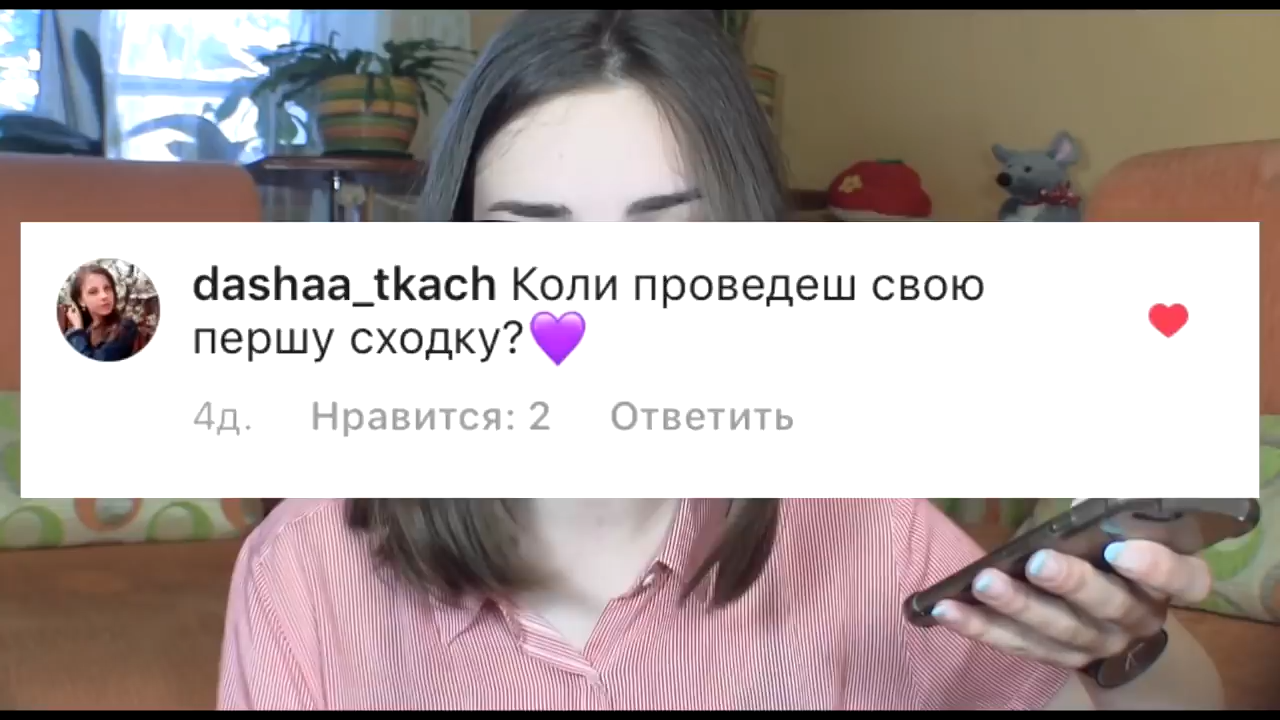 dashaa_tkach Коли проведеш свою
першу сходку?💜
4д. Нравится: 2 Ответить